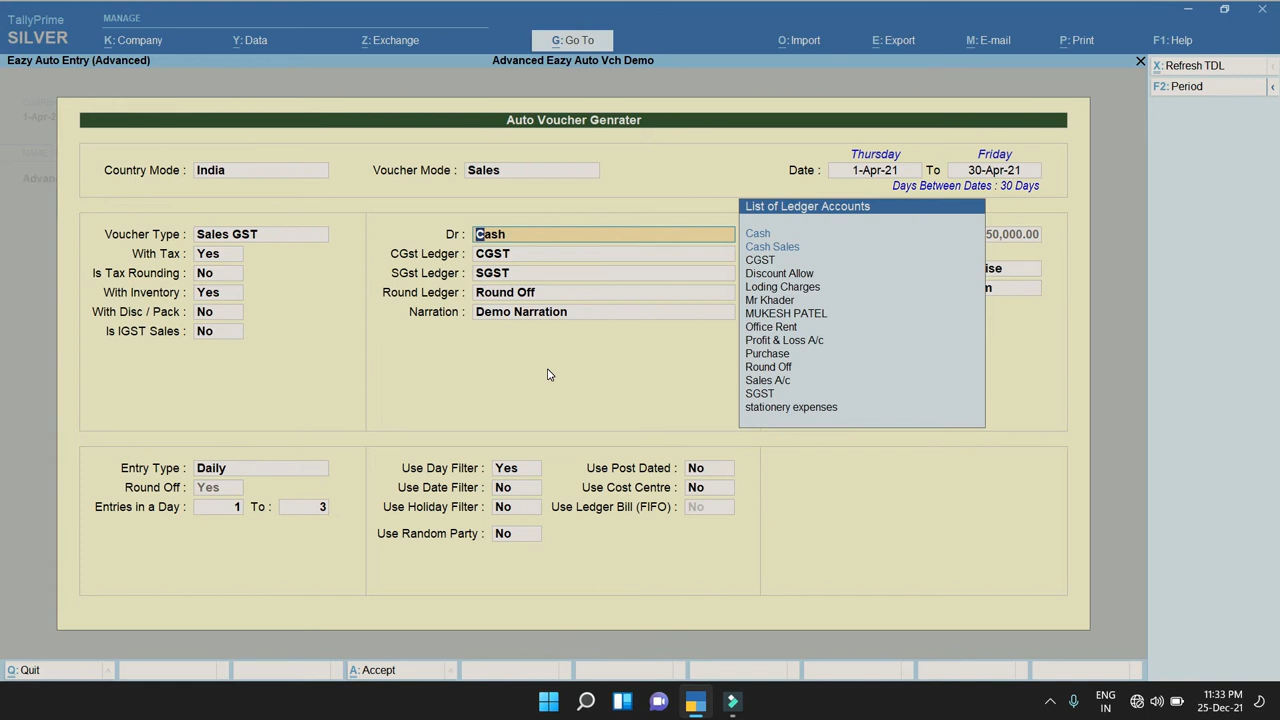 TallyPrime
SILVER
MANAGE
K: Company
Y: Data
Z: Exchange
G: Go To
O: Import
E: Export
M: E-mail
P: Print
F1: Help
Eazy Auto Entry (Advanced)
Advanced Eazy Auto Vch Demo
X: Refresh TDL
F2: Period
Auto Voucher Genrater
Country Mode : India
Voucher Mode : Sales
Thursday
Friday
Date : 1-Apr-21 To 30-Apr-21
Days Between Dates : 30 Days
Voucher Type : Sales GST
With Tax : Yes
Is Tax Rounding : No
With Inventory : Yes
With Disc / Pack : No
Is IGST Sales : No
Dr : Cash
CGst Ledger : CGST
SGst Ledger : SGST
Round Ledger : Round Off
Narration : Demo Narration
List of Ledger Accounts
Cash
Cash Sales
CGST
Discount Allow
Loding Charges
Mr Khader
MUKESH PATEL
Office Rent
Profit & Loss A/c
Purchase
Round Off
Sales A/c
SGST
stationery expenses
50,000.00
Entry Type : Daily
Round Off : Yes
Entries in a Day : 1 To : 3
Use Day Filter : Yes
Use Date Filter : No
Use Holiday Filter : No
Use Random Party : No
Use Post Dated : No
Use Cost Centre : No
Use Ledger Bill (FIFO) : No
Q: Quit
A: Accept
ENG
IN
11:33 PM
25-Dec-21